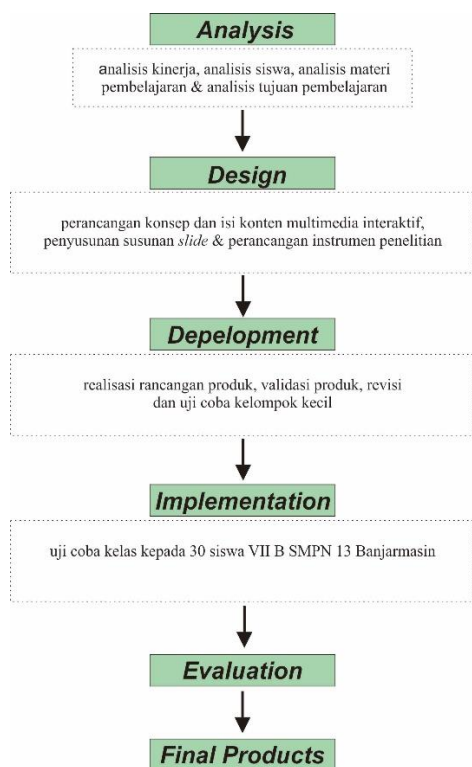 Analysis
analisis kinerja, analisis siswa, analisis materi
pembelajaran & analisis tujuan pembelajaran
Design
perancangan konsep dan isi konten multimedia interaktif,
penyusunan susunan slide & perancangan instrumen penelitian
Depelopment
realisasi rancangan produk, validasi produk, revisi
dan uji coba kelompok kecil
Implementation
uji coba kelas kepada 30 siswa VII B SMPN 13 Banjarmasin
Evaluation
Final Products